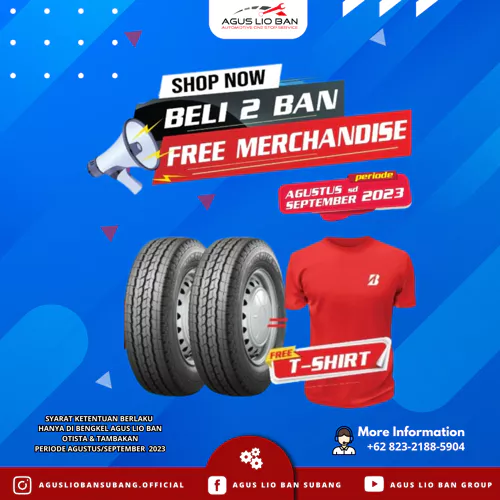 AGUS LIO BAN
AUTOMOTIVE ONE STOP SERVICE
SHOP NOW
BELI 2 BAN
FREE MERCHANDISE
periode
AGUSTUS sd
SEPTEMBER 2023
B
FREE
T-SHIRT
SYARAT KETENTUAN BERLAKU
HANYA DI BENGKEL AGUS LIO BAN
OTISTA & TAMBAKAN
PERIODE AGUSTUS/SEPTEMBER 2023
More Information
+62 823-2188-5904
AGUSLIOBANSUBANG.OFFICIAL
AGUS LIO BAN SUBANG
AGUS LIO BAN GROUP